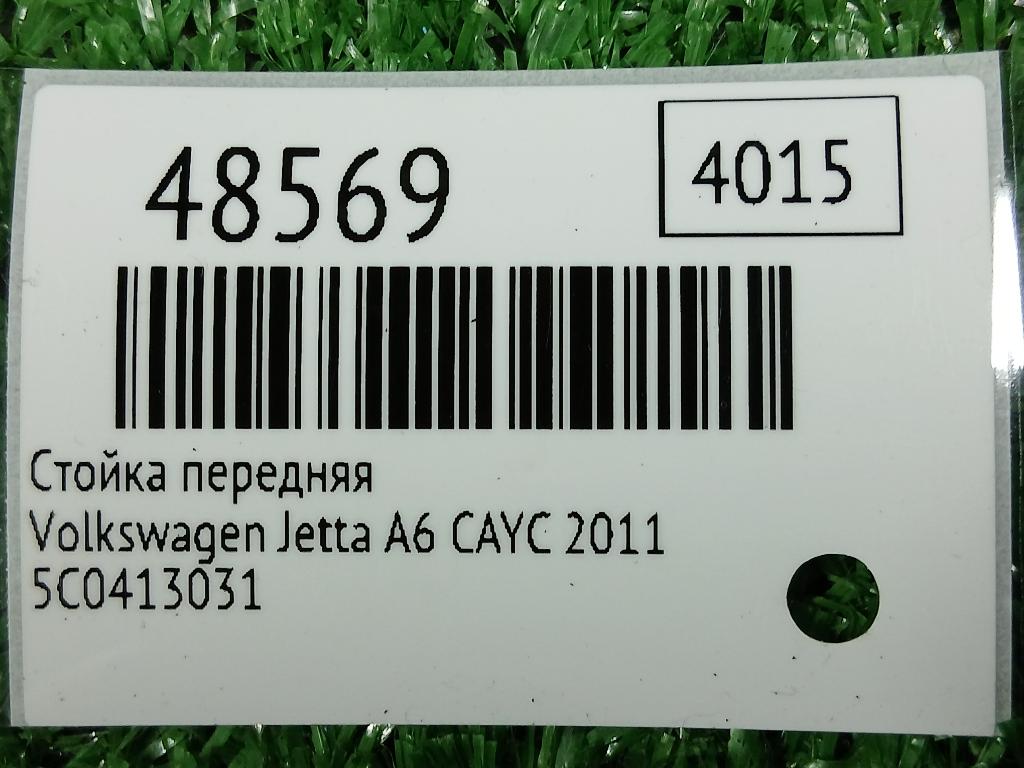 48569
4015
Стойка передняя
Volkswagen Jetta A6 CAYC 2011
5C0413031